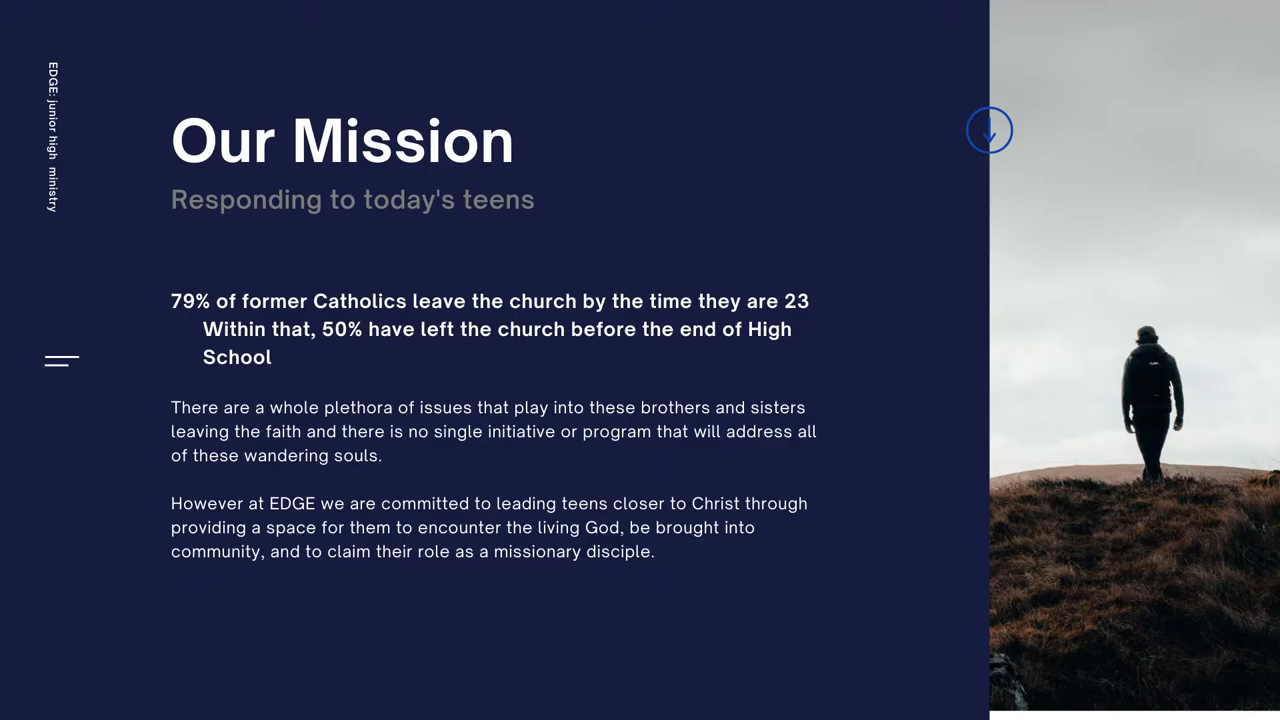 EDGE: junior high ministry
Our Mission
Responding to today's teens
79% of former Catholics leave the church by the time they are 23
Within that, 50% have left the church before the end of High
School
There are a whole plethora of issues that play into these brothers and sisters
leaving the faith and there is no single initiative or program that will address all
of these wandering souls.
However at EDGE we are committed to leading teens closer to Christ through
providing a space for them to encounter the living God, be brought into
community, and to claim their role as a missionary disciple.